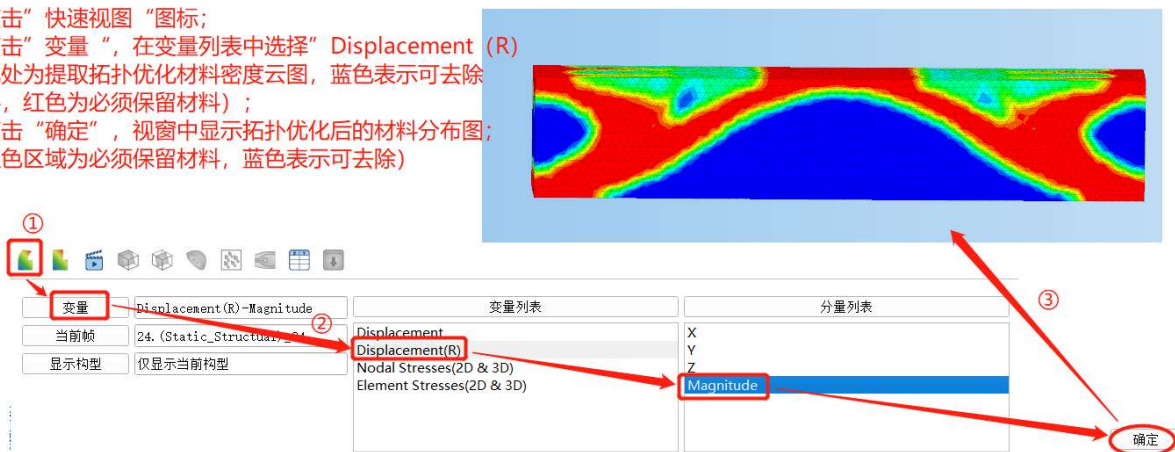 击”快速视图“图标；
击”变量“，在变量列表中选择”Displacement（R）
处为提取拓扑优化材料密度云图，蓝色表示可去除
，红色为必须保留材料）；
击“确定”，视窗中显示拓扑优化后的材料分布图；
色区域为必须保留材料，蓝色表示可去除）
①
变量
Displacement(R)-Magnitude
变量列表
分量列表
②
③
当前帧
24.(Static_Structual)_24
Displacement
X
Displacement(R)
Y
显示构型
仅显示当前构型
Nodal Stresses(2D & 3D)
Z
Element Stresses(2D & 3D)
Magnitude
确定